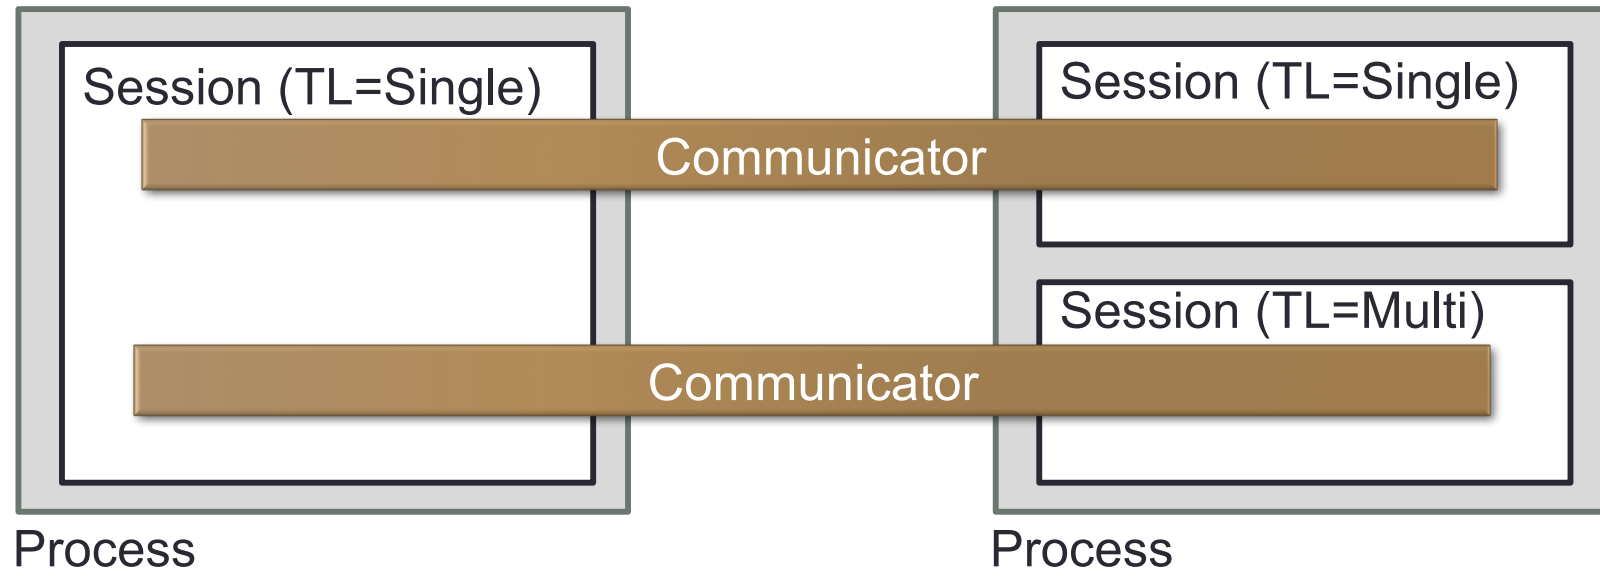 Session (TL=Single)
Session (TL=Single)
Communicator
Session (TL=Multi)
Communicator
Process
Process